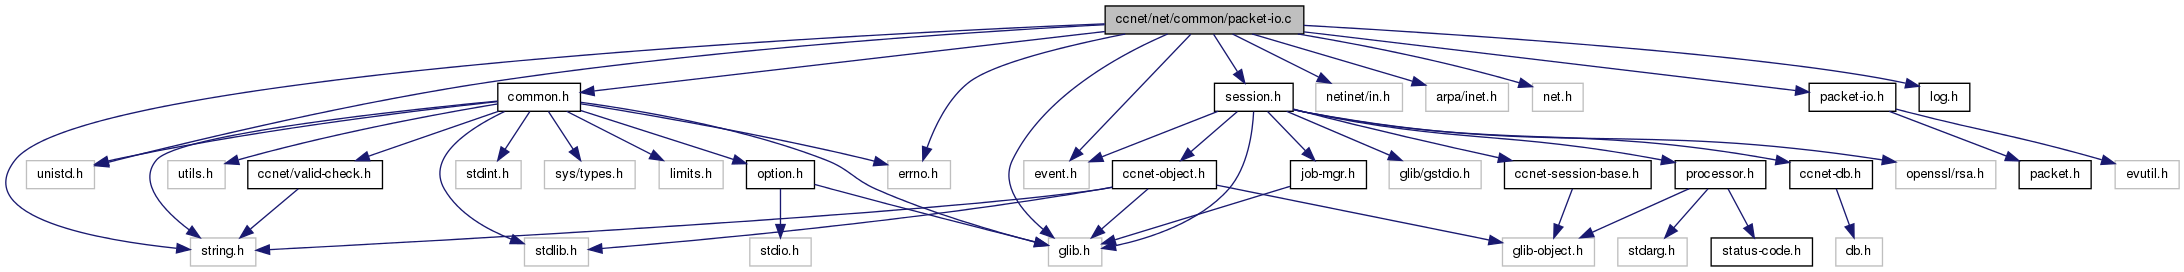 ccnet/net/common/packet-io.c
common.h
session.h
netinet/in.h
arpa/inet.h
net.h
packet-io.h
log.h
unistd.h
utils.h
ccnet/valid-check.h
stdint.h
sys/types.h
limits.h
option.h
errno.h
event.h
ccnet-object.h
job-mgr.h
glib/gstdio.h
ccnet-session-base.h
processor.h
ccnet-db.h
openssl/rsa.h
packet.h
evutil.h
string.h
stdlib.h
stdio.h
glib.h
glib-object.h
stdarg.h
status-code.h
db.h